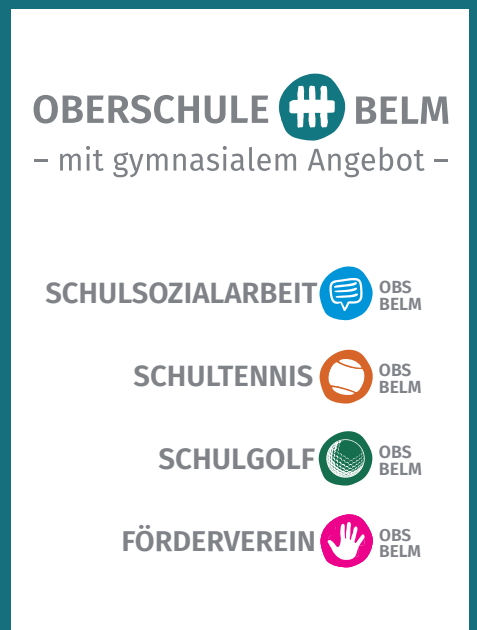 OBERSCHULE BELM
– mit gymnasialem Angebot –
SCHULSOZIALARBEIT OBS
BELM
SCHULTENNIS OBS
BELM
SCHULGOLF OBS
BELM
FÖRDERVEREIN OBS
BELM